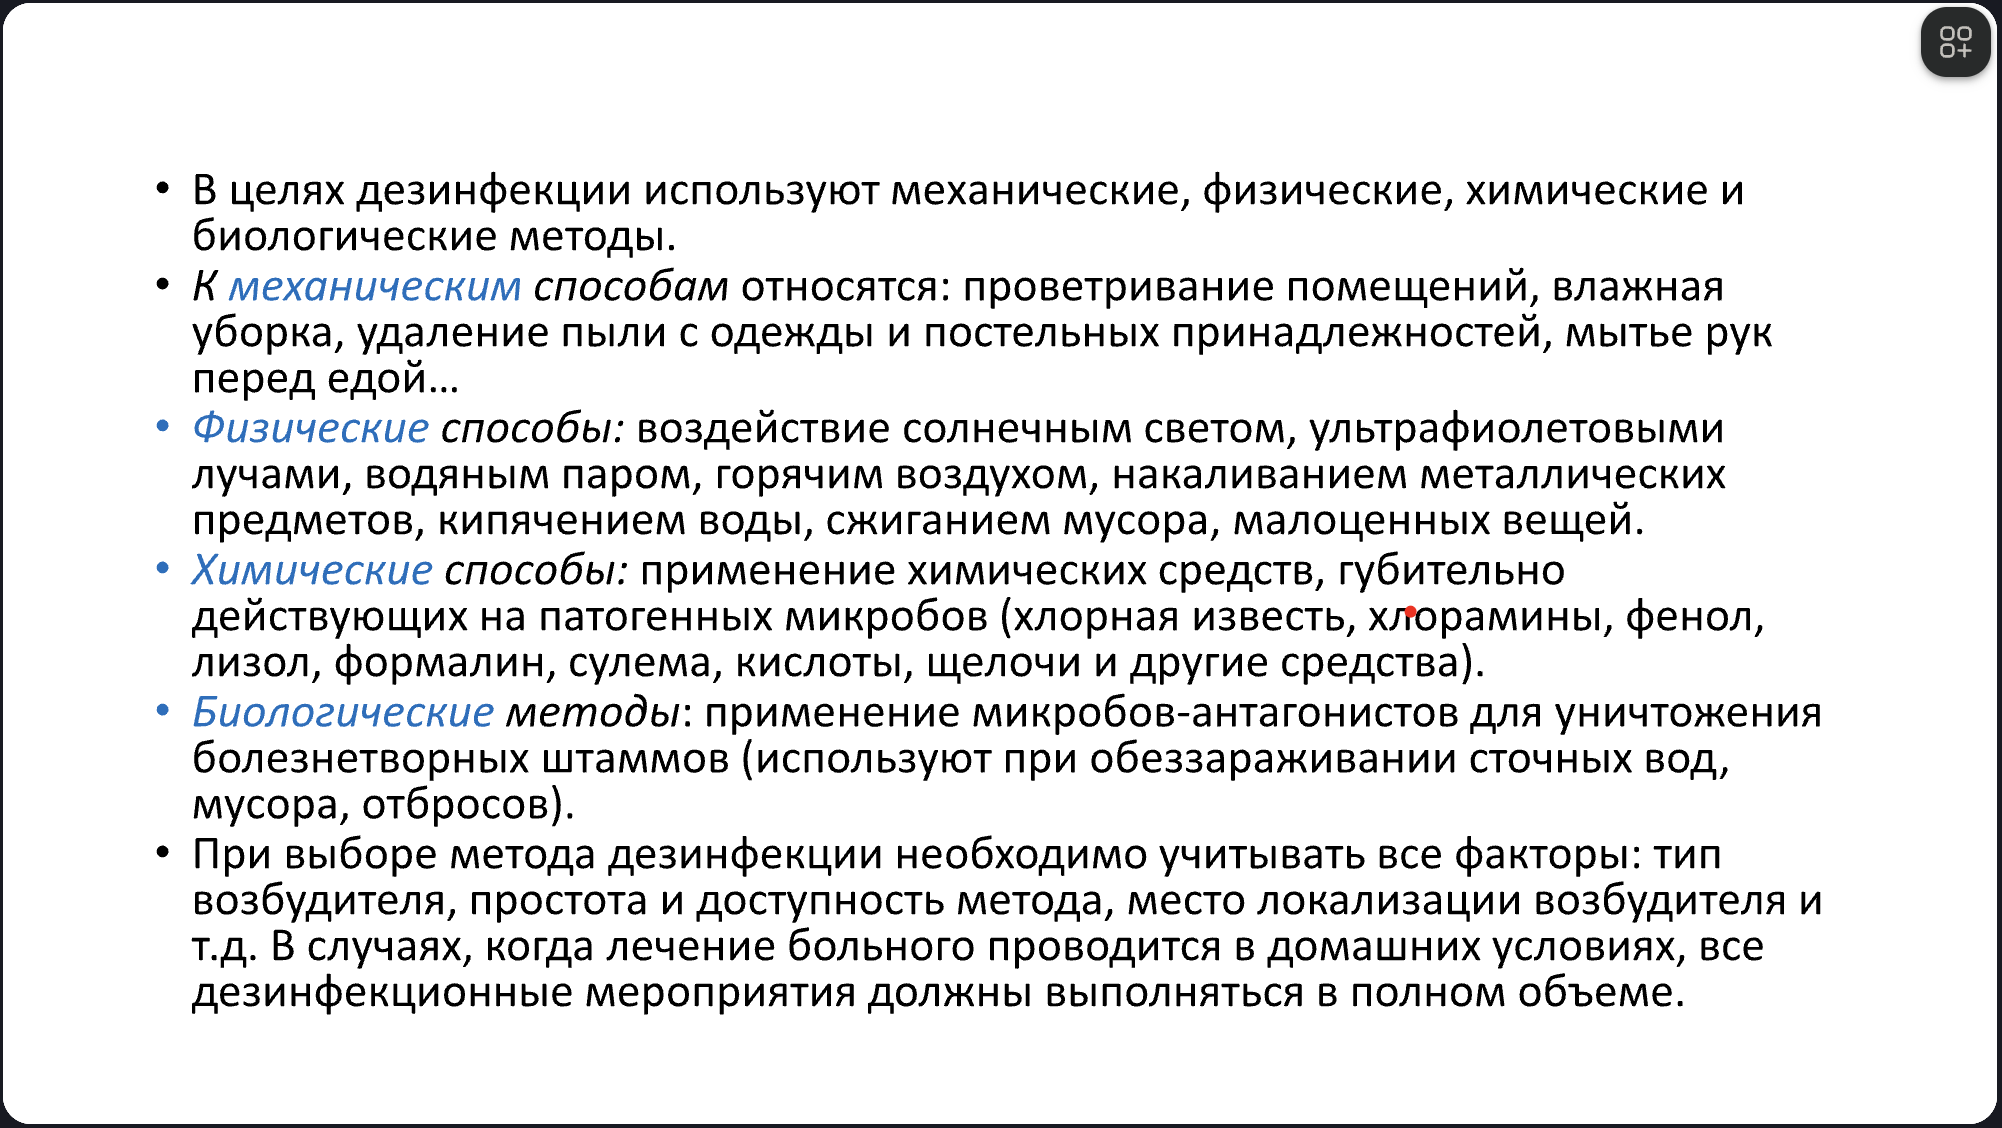 • В целях дезинфекции используют механические, физические, химические и
биологические методы.
• К механическим способам относятся: проветривание помещений, влажная
уборка, удаление пыли с одежды и постельных принадлежностей, мытье рук
перед едой...
• Физические способы: воздействие солнечным светом, ультрафиолетовыми
лучами, водяным паром, горячим воздухом, накаливанием металлических
предметов, кипячением воды, сжиганием мусора, малоценных вещей.
• Химические способы: применение химических средств, губительно
действующих на патогенных микробов (хлорная известь, хлорамины, фенол,
лизол, формалин, сулема, кислоты, щелочи и другие средства).
• Биологические методы: применение микробов-антагонистов для уничтожения
болезнетворных штаммов (используют при обеззараживании сточных вод,
мусора, отбросов).
• При выборе метода дезинфекции необходимо учитывать все факторы: тип
возбудителя, простота и доступность метода, место локализации возбудителя и
т.д. В случаях, когда лечение больного проводится в домашних условиях, все
дезинфекционные мероприятия должны выполняться в полном объеме.